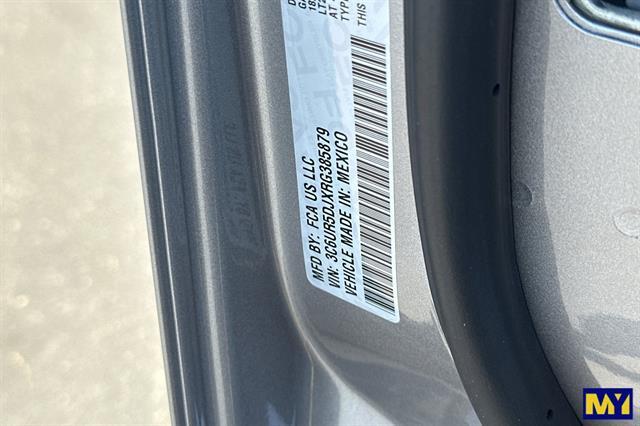 MFD BY: FCA US LLC
VIN: 3C6UR5DJXRG385879
VEHICLE MADE IN: MEXICO
MY